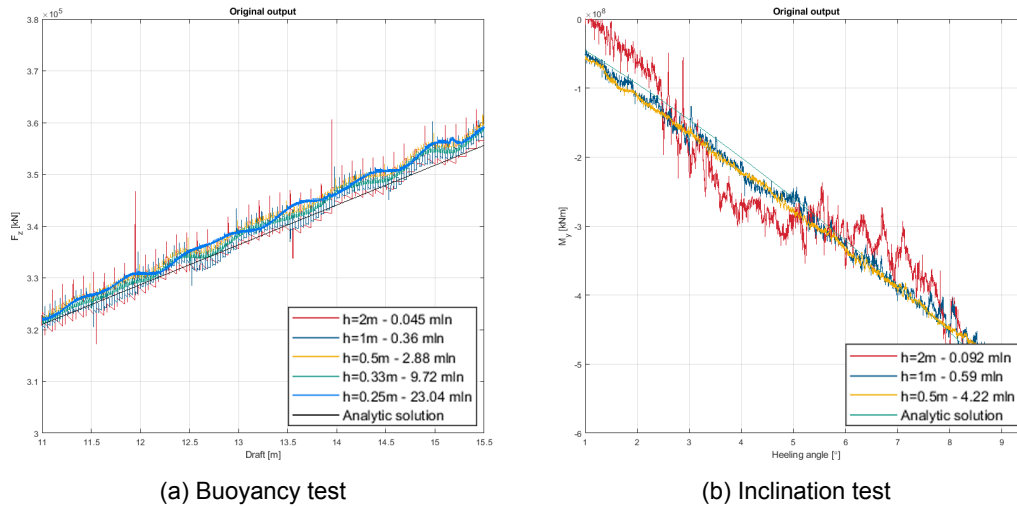 Original output
×10⁵
3.8
3.7
3.6
3.5
3.4
3.3
3.2
3.1
3
F_z [kN]
11
11.5
12
12.5
13
13.5
14
14.5
15
15.5
Draft [m]
h=2m - 0.045 mln
h=1m - 0.36 mln
h=0.5m - 2.88 mln
h=0.33m - 9.72 mln
h=0.25m - 23.04 mln
Analytic solution
(a) Buoyancy test
Original output
×10⁸
0
-1
-2
-3
-4
-5
-6
M_y [kNm]
1
2
3
4
5
6
7
8
9
Heeling angle [°]
h=2m - 0.092 mln
h=1m - 0.59 mln
h=0.5m - 4.22 mln
Analytic solution
(b) Inclination test